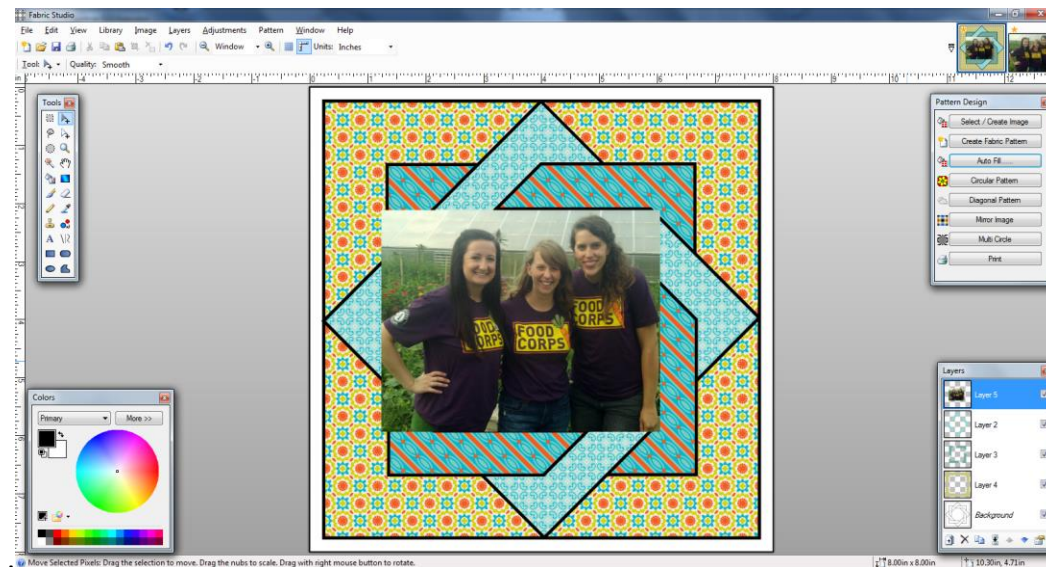 Fabric Studio
File Edit View Library Image Layers Adjustments Pattern Window Help
Window Units: Inches
Tool: Quality: Smooth
in
Tools
Pattern Design
Select / Create Image
Create Fabric Pattern
Auto Fill.....
Circular Pattern
Diagonal Pattern
Mirror Image
Multi Circle
Print
FOOD CORPS
FOOD CORPS
FOOD CORPS
Colors
Primary More >>
Layers
Layer 5
Layer 2
Layer 3
Layer 4
Background
Move Selected Pixels: Drag the selection to move. Drag the nubs to scale. Drag with right mouse button to rotate. 8.00in x 8.00in 10.30in, 4.71in